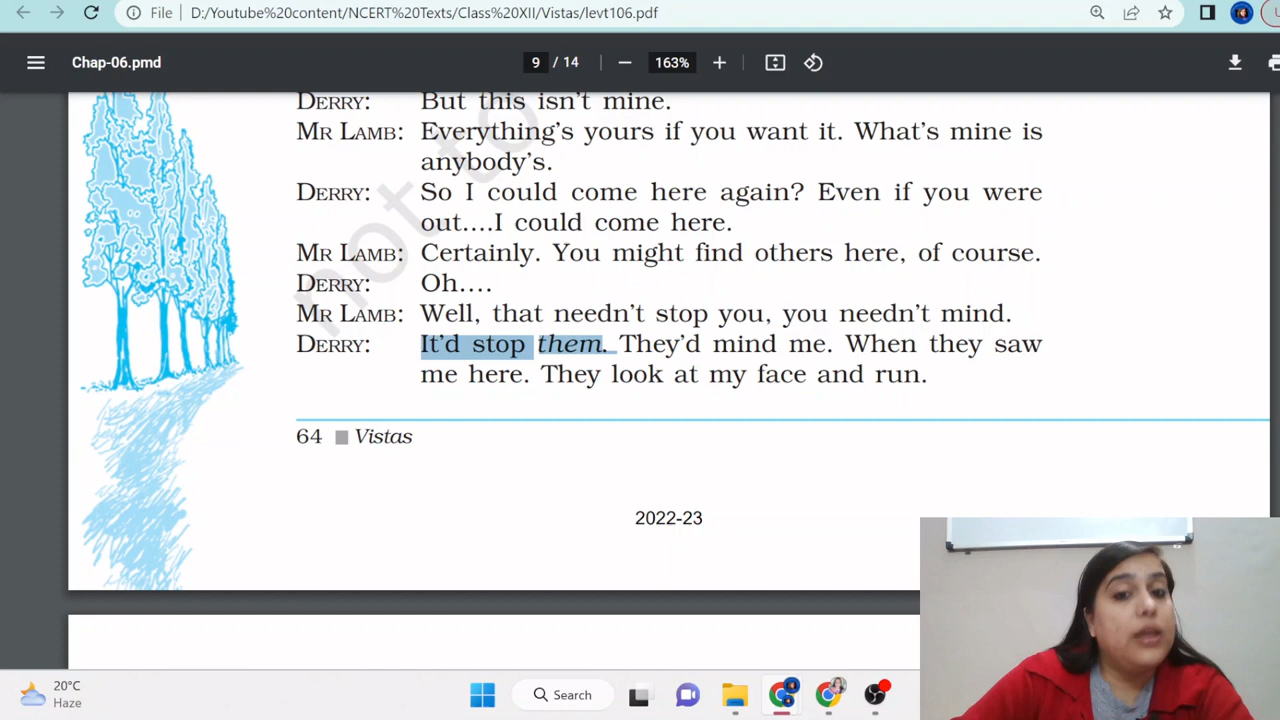 File D:/Youtube%20content/NCERT%20Texts/Class%20XII/Vistas/levt106.pdf
Chap-06.pmd 9 / 14 163%
DERRY: But this isn't mine.
MR LAMB: Everything's yours if you want it. What's mine is
anybody's.
DERRY: So I could come here again? Even if you were
out....I could come here.
MR LAMB: Certainly. You might find others here, of course.
DERRY: Oh....
MR LAMB: Well, that needn't stop you, you needn't mind.
DERRY: It'd stop them. They'd mind me. When they saw
me here. They look at my face and run.
not to
64 Vistas
2022-23
20°C
Haze
Search